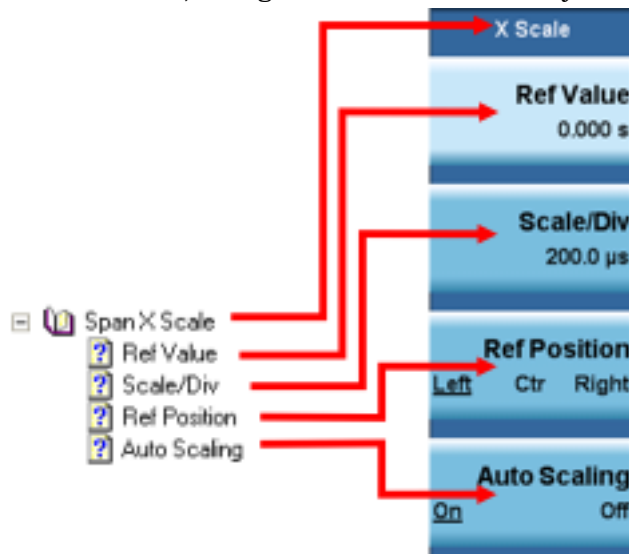 X Scale
Ref Value
0.000 s
Scale/Div
200.0 µs
Span X Scale
Ref Value
Scale/Div
Ref Position
Auto Scaling
Ref Position
Left Ctr Right
Auto Scaling
On Off